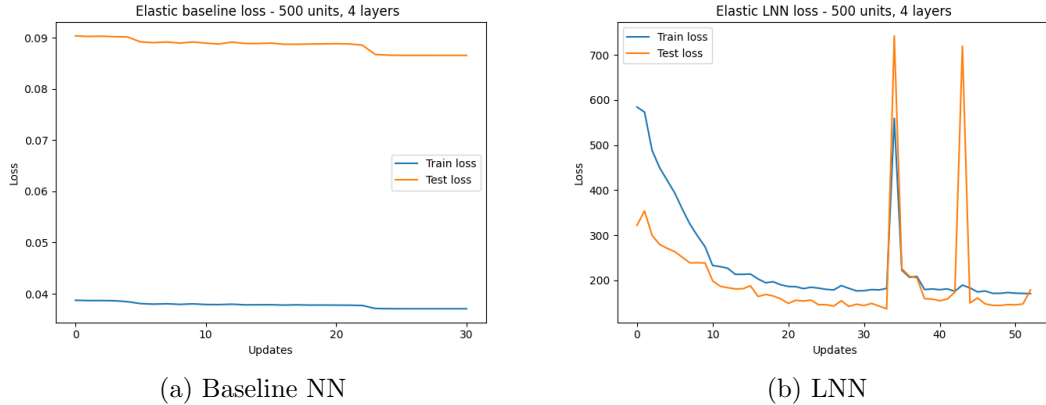 Elastic baseline loss - 500 units, 4 layers
0.09
0.08
0.07
0.06
0.05
0.04
Loss
Train loss
Test loss
0
10
20
30
Updates
(a) Baseline NN
Elastic LNN loss - 500 units, 4 layers
Train loss
Test loss
700
600
500
400
300
200
Loss
0
10
20
30
40
50
Updates
(b) LNN